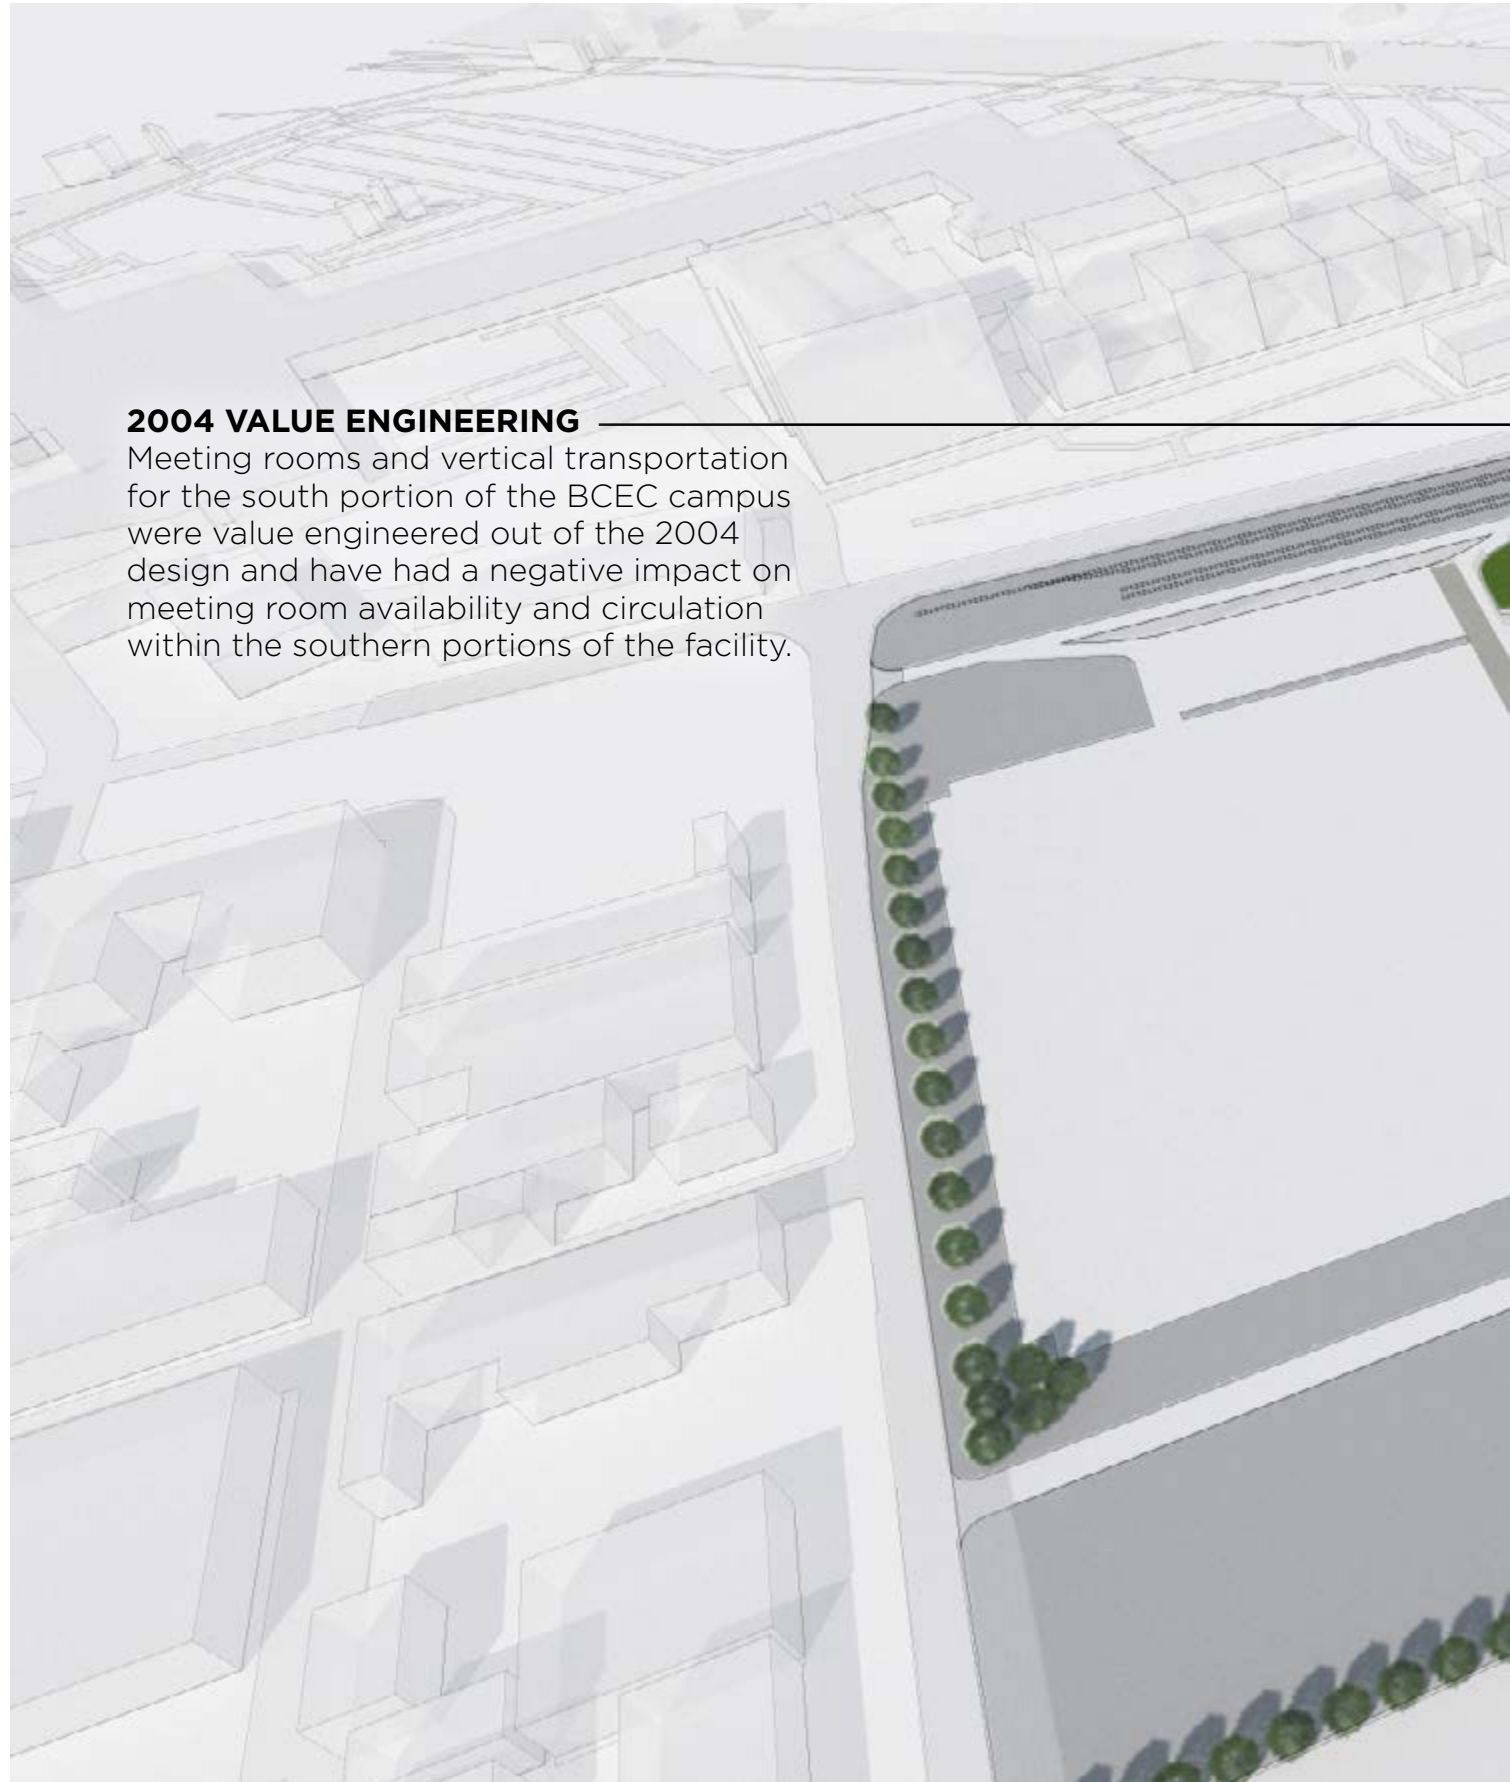 2004 VALUE ENGINEERING
Meeting rooms and vertical transportation
for the south portion of the BCEC campus
were value engineered out of the 2004
design and have had a negative impact on
meeting room availability and circulation
within the southern portions of the facility.